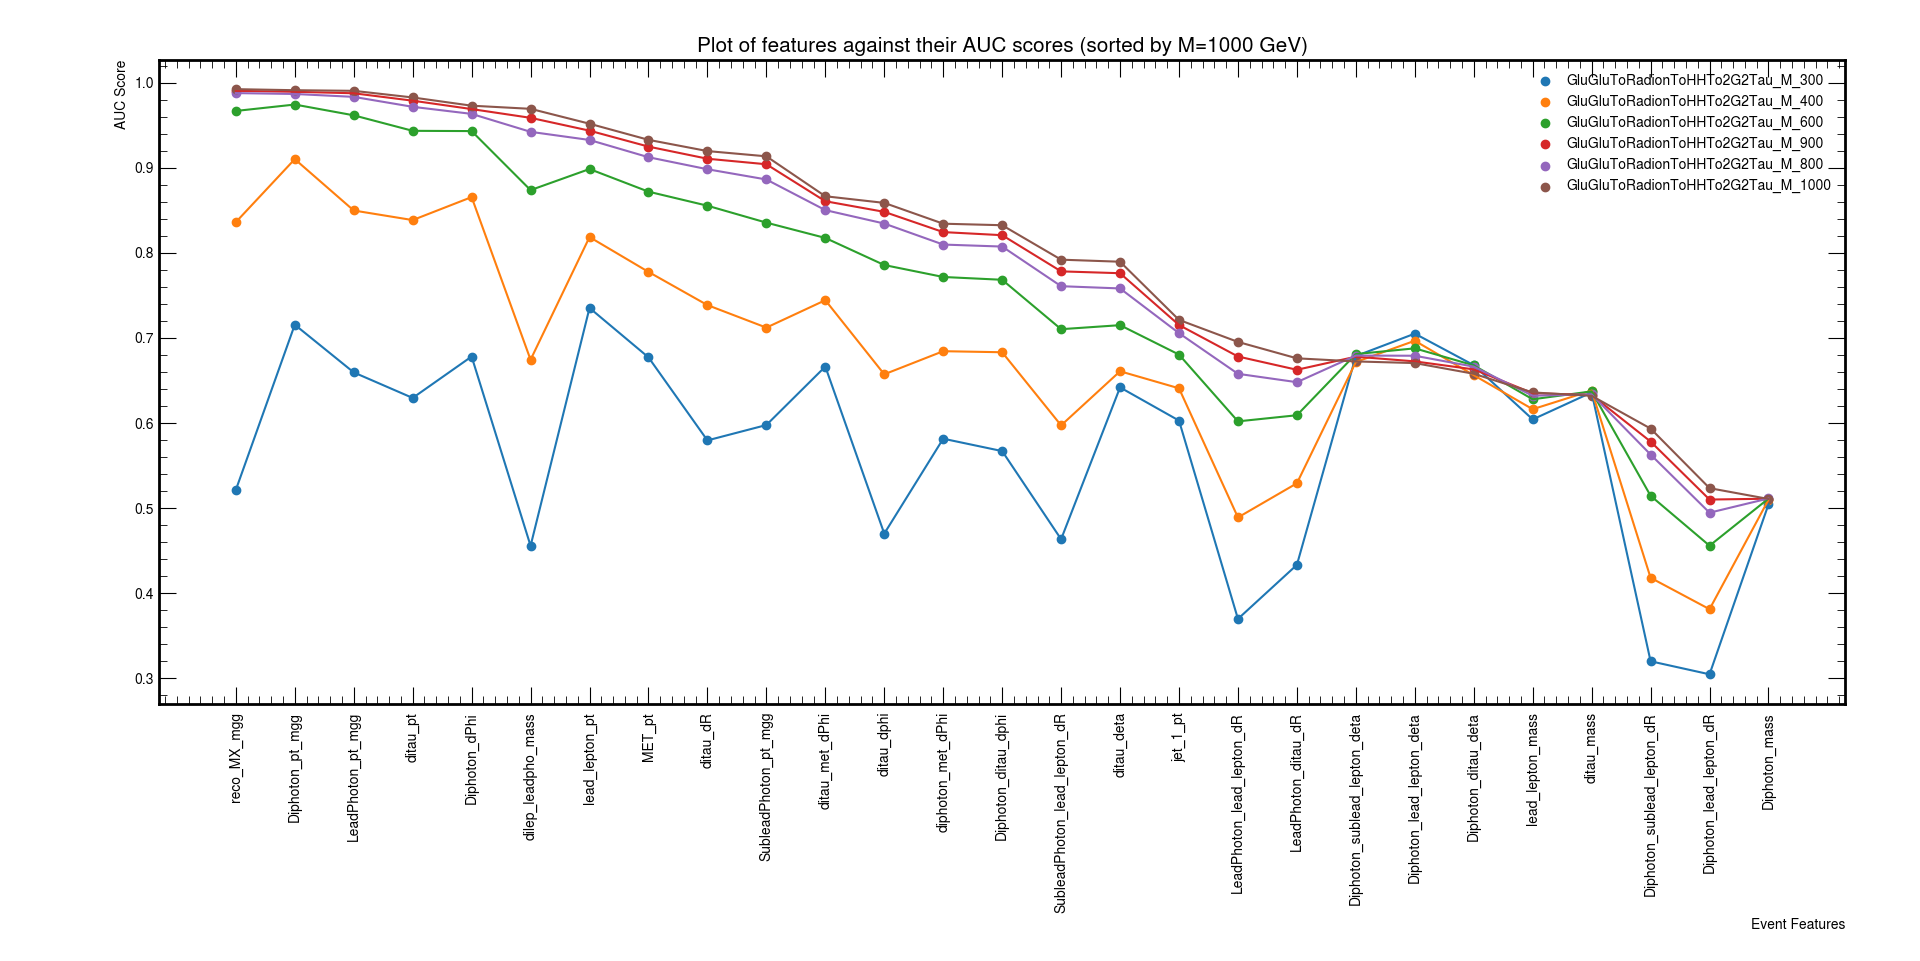 Plot of features against their AUC scores (sorted by M=1000 GeV)
AUC Score
1.0
0.9
0.8
0.7
0.6
0.5
0.4
0.3
GluGluToRadionToHHTo2G2Tau_M_300
GluGluToRadionToHHTo2G2Tau_M_400
GluGluToRadionToHHTo2G2Tau_M_600
GluGluToRadionToHHTo2G2Tau_M_900
GluGluToRadionToHHTo2G2Tau_M_800
GluGluToRadionToHHTo2G2Tau_M_1000
reco_MX_mgg
Diphoton_pt_mgg
LeadPhoton_pt_mgg
ditau_pt
Diphoton_dPhi
dilep_leadpho_mass
lead_lepton_pt
MET_pt
ditau_dR
SubleadPhoton_pt_mgg
ditau_met_dPhi
ditau_dphi
diphoton_met_dPhi
Diphoton_ditau_dphi
SubleadPhoton_lead_lepton_dR
ditau_deta
jet_1_pt
LeadPhoton_lead_lepton_dR
LeadPhoton_ditau_dR
Diphoton_sublead_lepton_deta
Diphoton_lead_lepton_deta
Diphoton_ditau_deta
lead_lepton_mass
ditau_mass
Diphoton_sublead_lepton_dR
Diphoton_lead_lepton_dR
Diphoton_mass
Event Features